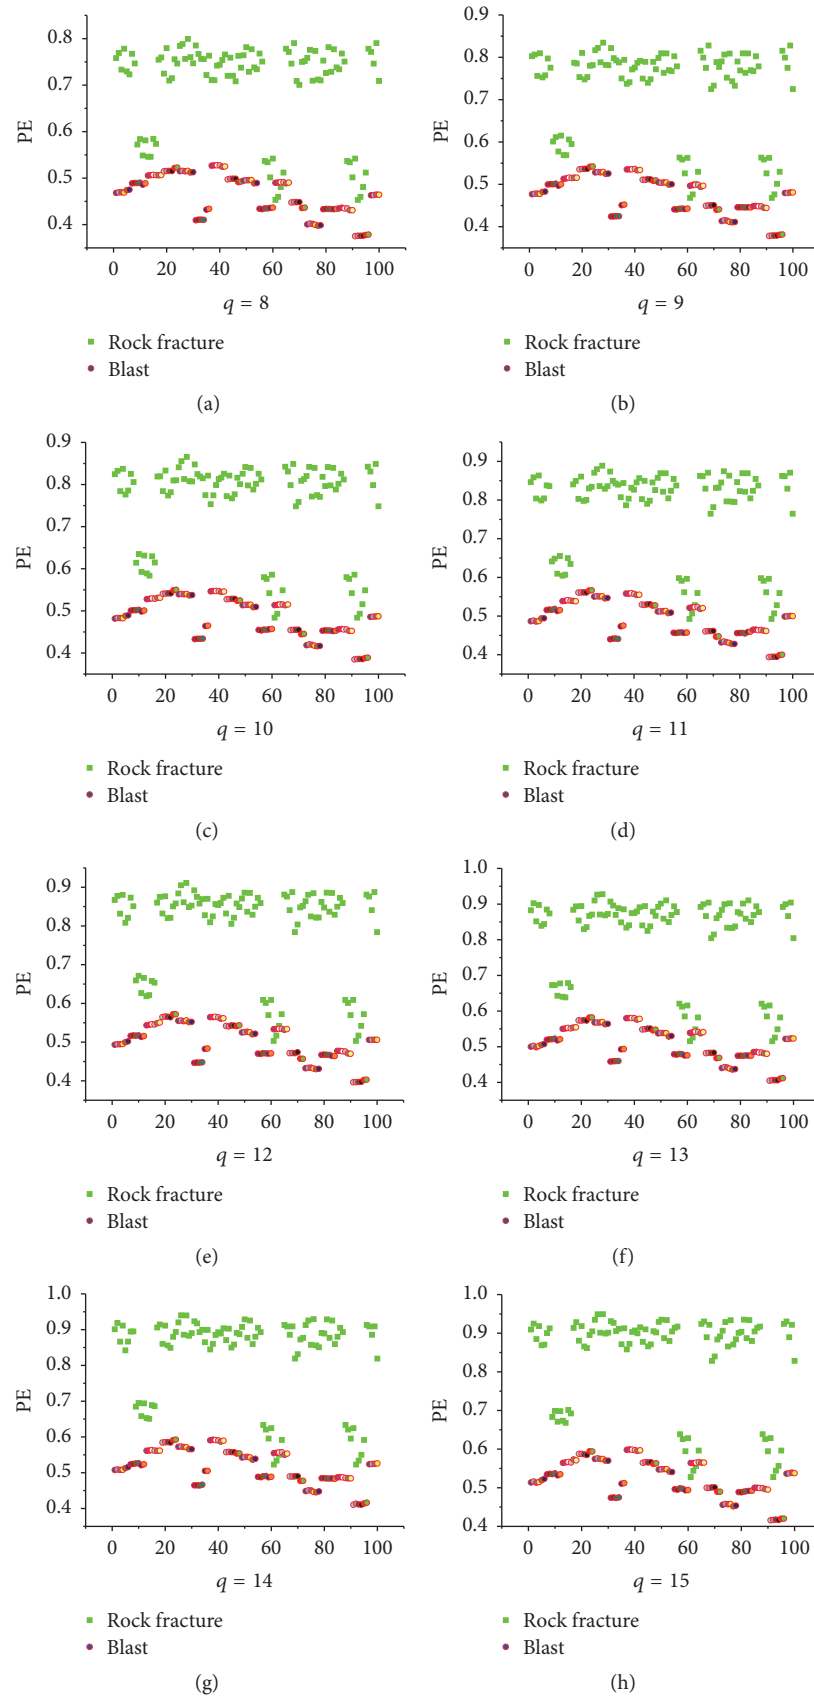 0.8
0.7
0.6
0.5
0.4
PE
0 20 40 60 80 100
q = 8
Rock fracture
Blast
(a)
0.9
0.8
0.7
0.6
0.5
0.4
PE
0 20 40 60 80 100
q = 9
Rock fracture
Blast
(b)
0.9
0.8
0.7
0.6
0.5
0.4
PE
0 20 40 60 80 100
q = 10
Rock fracture
Blast
(c)
0.9
0.8
0.7
0.6
0.5
0.4
PE
0 20 40 60 80 100
q = 11
Rock fracture
Blast
(d)
0.9
0.8
0.7
0.6
0.5
0.4
PE
0 20 40 60 80 100
q = 12
Rock fracture
Blast
(e)
1.0
0.9
0.8
0.7
0.6
0.5
0.4
PE
0 20 40 60 80 100
q = 13
Rock fracture
Blast
(f)
1.0
0.9
0.8
0.7
0.6
0.5
0.4
PE
0 20 40 60 80 100
q = 14
Rock fracture
Blast
(g)
1.0
0.9
0.8
0.7
0.6
0.5
0.4
PE
0 20 40 60 80 100
q = 15
Rock fracture
Blast
(h)